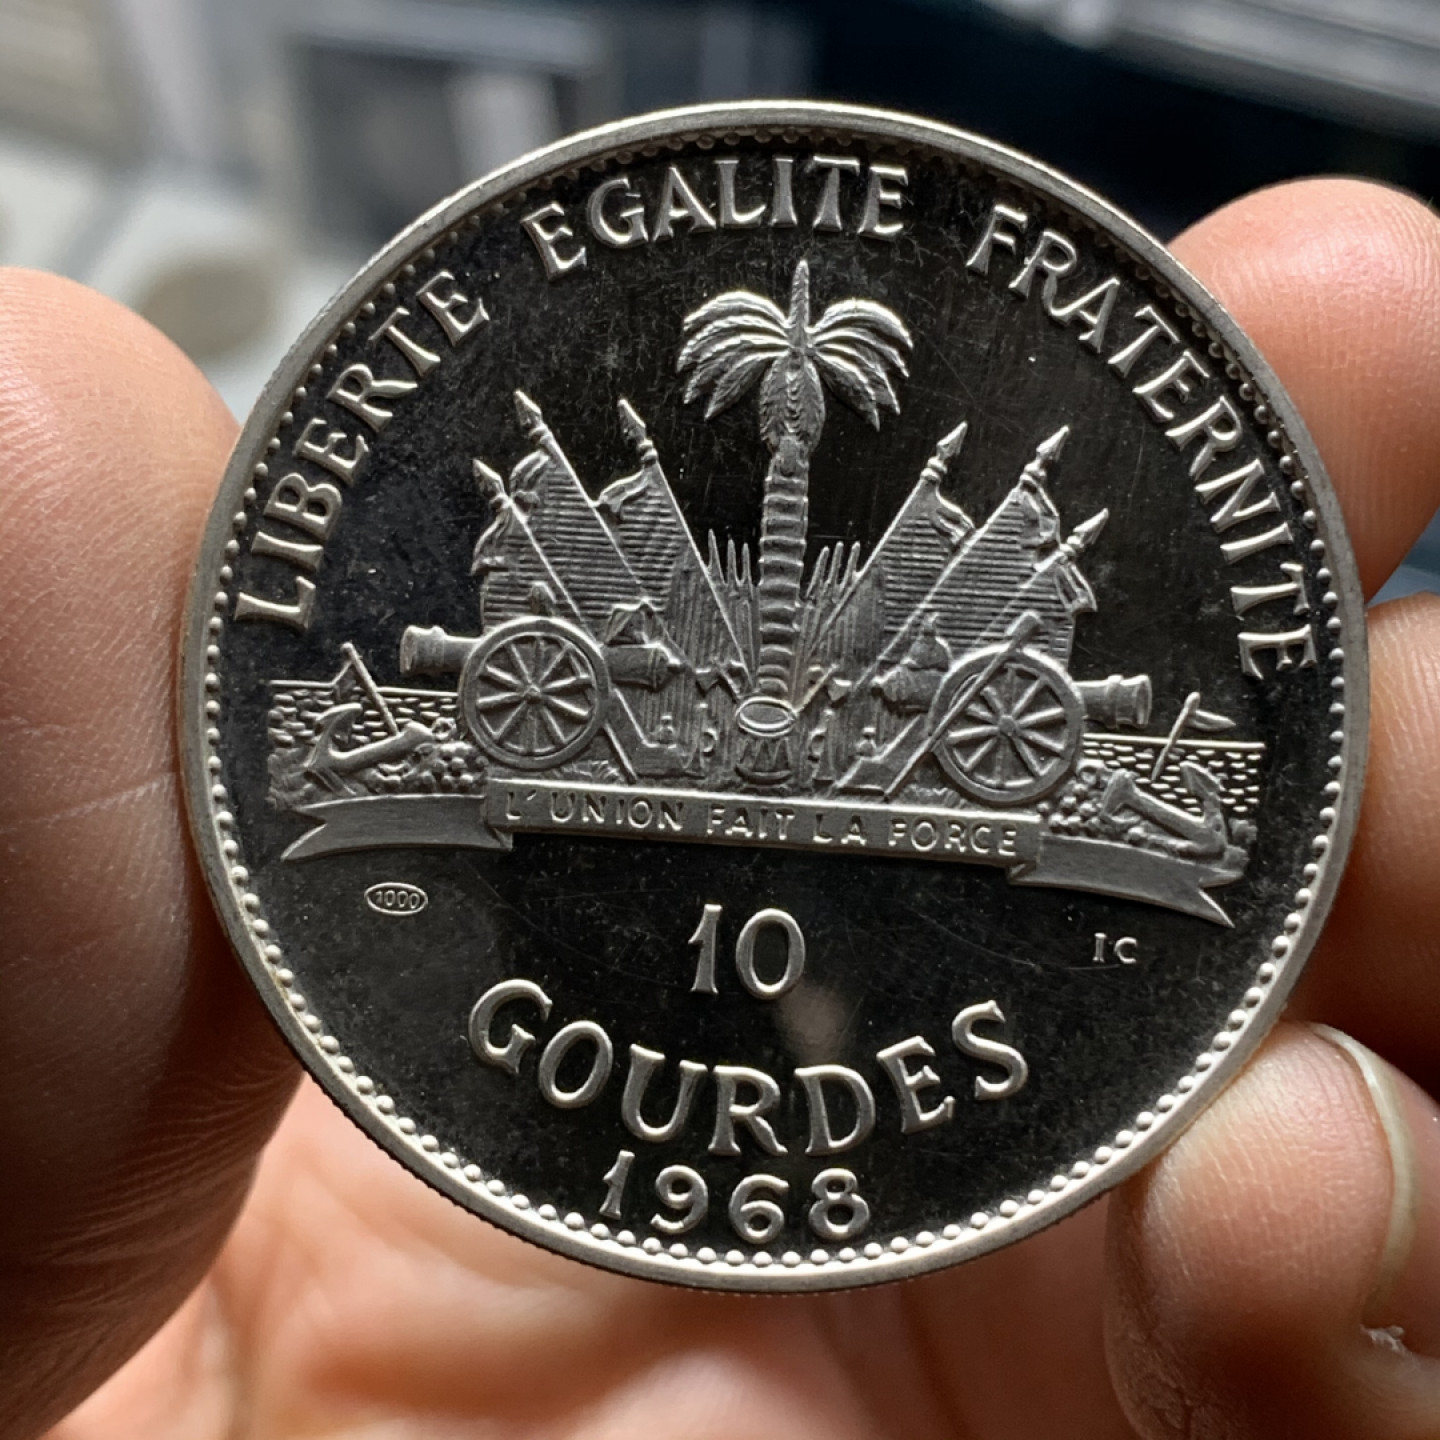 LIBERTE EGALITE FRATERNITE
L'UNION FAIT LA FORCE
1000
IC
10
GOURDES
1968